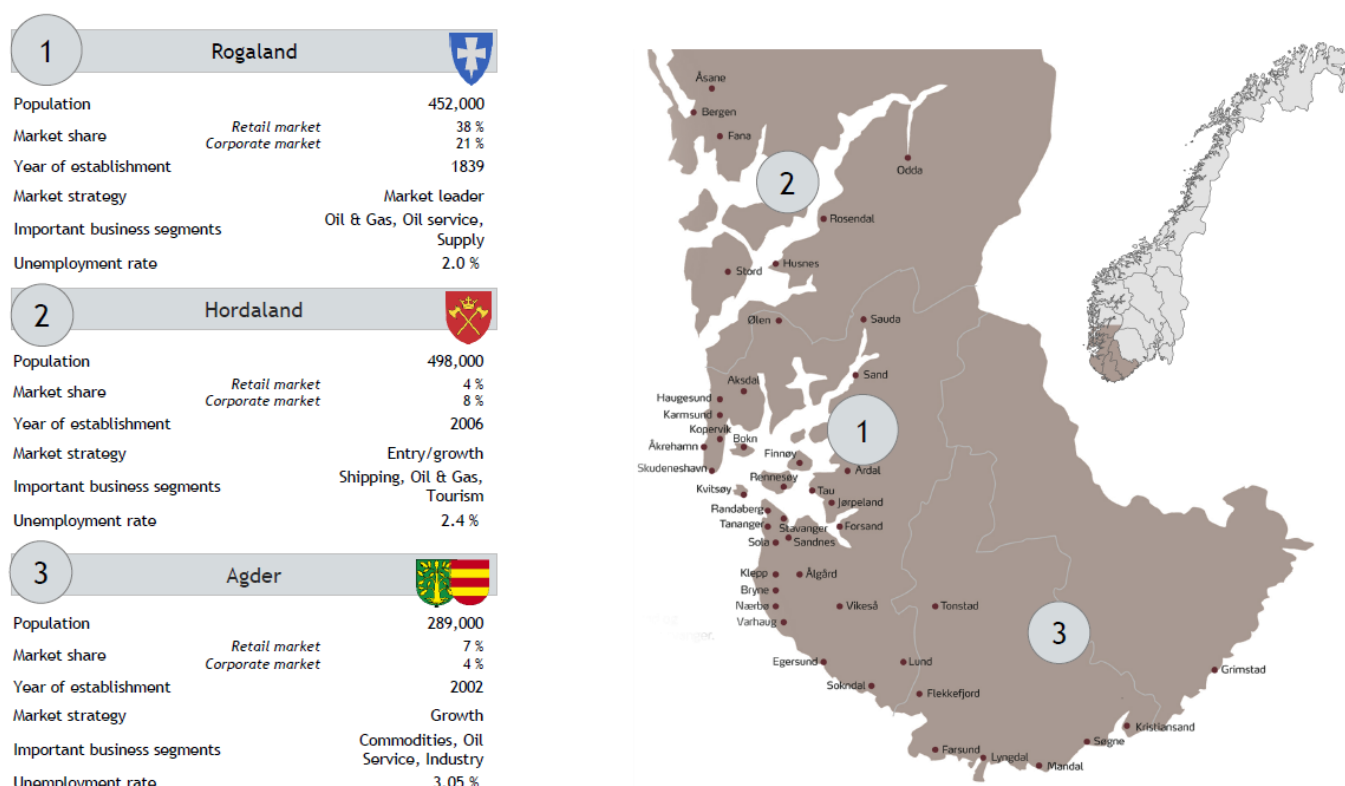 1
Rogaland
Population 452,000
Market share Retail market 38 %
Corporate market 21 %
Year of establishment 1839
Market strategy Market leader
Important business segments Oil & Gas, Oil service,
Supply
Unemployment rate 2.0 %
2
Hordaland
Population 498,000
Market share Retail market 4 %
Corporate market 8 %
Year of establishment 2006
Market strategy Entry/growth
Important business segments Shipping, Oil & Gas,
Tourism
Unemployment rate 2.4 %
3
Agder
Population 289,000
Market share Retail market 7 %
Corporate market 4 %
Year of establishment 2002
Market strategy Growth
Important business segments Commodities, Oil
Service, Industry
Unemployment rate 3.05 %
Åsane
Bergen
Fana
Odda
2
Rosendal
Husnes
Stord
Ølen
Sauda
Sand
Aksdal
Haugesund
Karmsund
1
Kopervik
Bokn
Åkrehamn
Finnøy
Skudeneshavn
Årdal
Rennesøy
Kvitsøy
Tau
Jørpeland
Randaberg
Tananger
Stavanger
Forsand
Sola
Sandnes
Klepp
Ålgård
Bryne
Nærbø
Vikeså
Tonstad
Varhaug
3
Egersund
Lund
Grimstad
Sokndal
Flekkefjord
Kristiansand
Søgne
Farsund
Lyngdal
Mandal